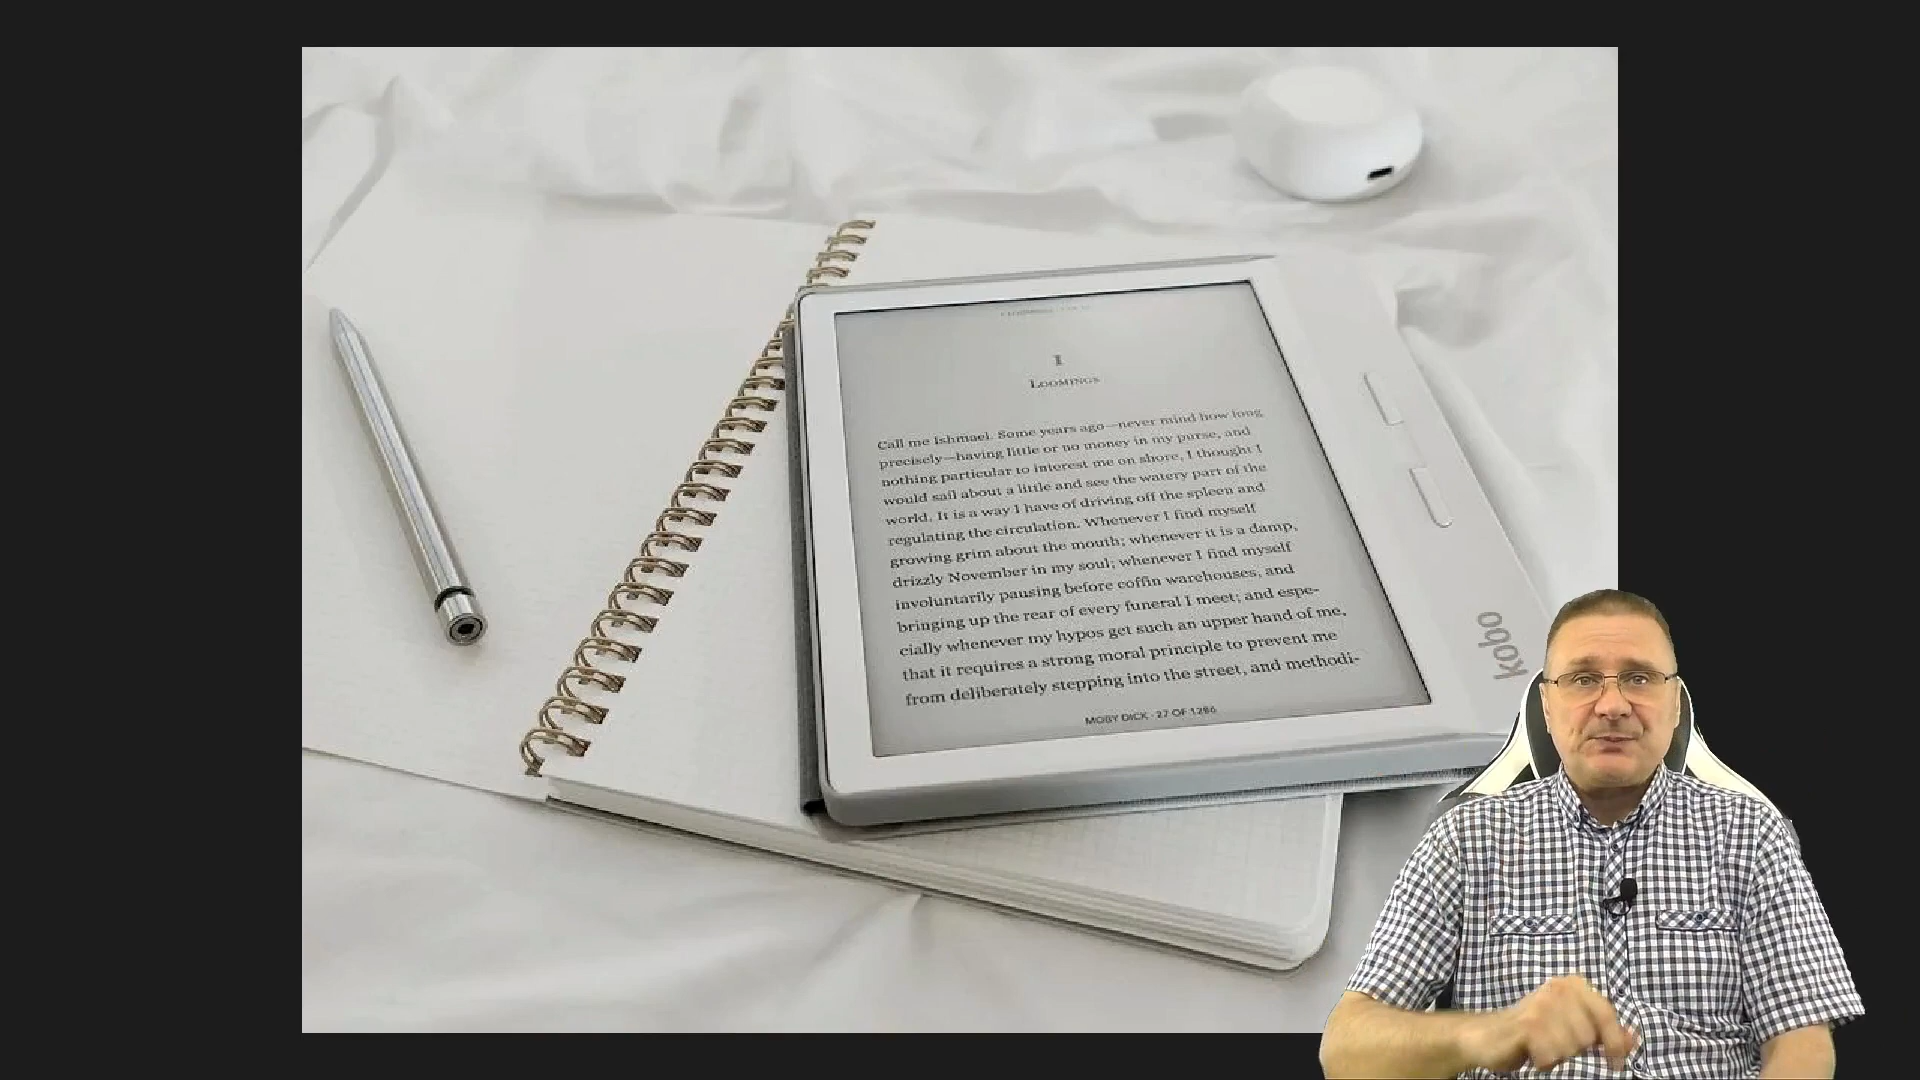 I
Loomings
Call me Ishmael. Some years ago—never mind how long
precisely—having little or no money in my purse, and
nothing particular to interest me on shore, I thought I
would sail about a little and see the watery part of the
world. It is a way I have of driving off the spleen and
regulating the circulation. Whenever I find myself
growing grim about the mouth; whenever it is a damp,
drizzly November in my soul; whenever I find myself
involuntarily pausing before coffin warehouses, and
bringing up the rear of every funeral I meet; and espe-
cially whenever my hypos get such an upper hand of me,
that it requires a strong moral principle to prevent me
from deliberately stepping into the street, and methodi-
MOBY DICK · 27 OF 1286
kobo